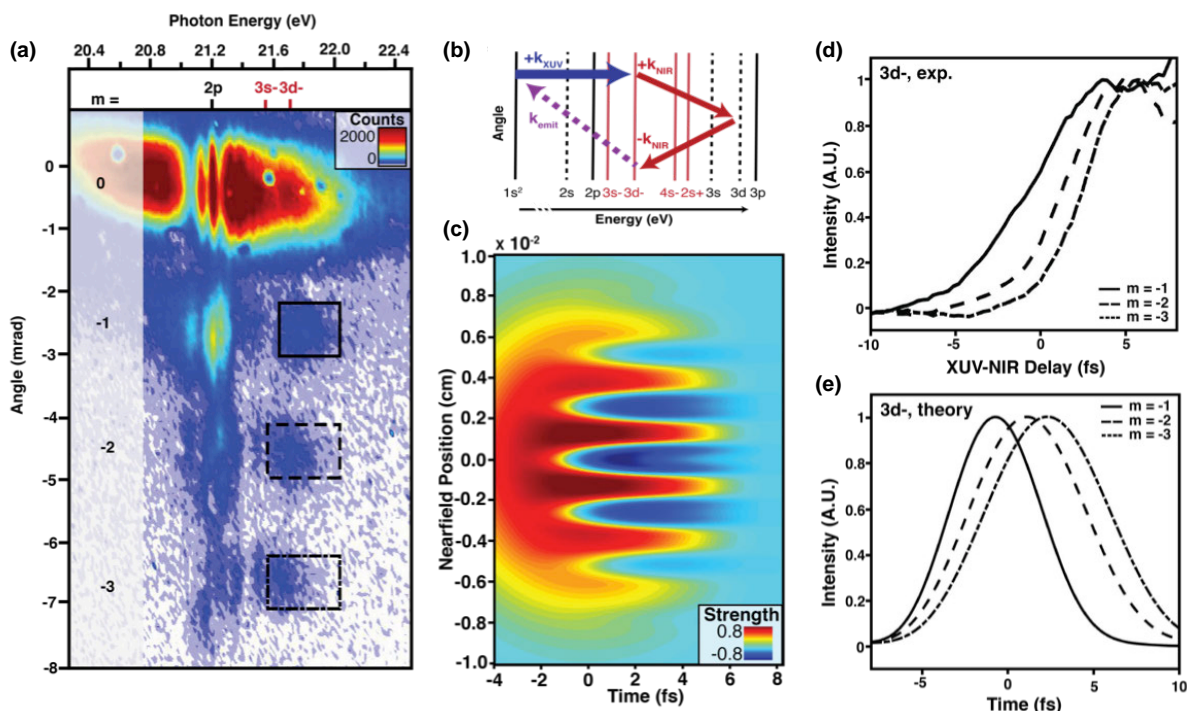 (a)
Photon Energy (eV)
20.4 20.8 21.2 21.6 22.0 22.4
m = 2p 3s- 3d-
Counts
2000
0
0
-1
-2
-3
-4
-5
-6
-7
-8
0
-1
-2
-3
Angle (mrad)
(b)
+kXUV
+kNIR
kemit
-kNIR
Angle
1s² 2s 2p 3s- 3d- 4s- 2s+ 3s 3d 3p
Energy (eV)
(c)
x 10⁻²
1.0
0.8
0.6
0.4
0.2
0.0
-0.2
-0.4
-0.6
-0.8
-1.0
Nearfield Position (cm)
Strength
0.8
-0.8
-4 -2 0 2 4 6 8
Time (fs)
(d)
3d-, exp.
Intensity (A.U.)
1
0.8
0.6
0.4
0.2
0
m = -1
m = -2
m = -3
-10 -5 0 5
XUV-NIR Delay (fs)
(e)
3d-, theory
Intensity (A.U.)
1
0.8
0.6
0.4
0.2
0
m = -1
m = -2
m = -3
-5 0 5 10
Time (fs)